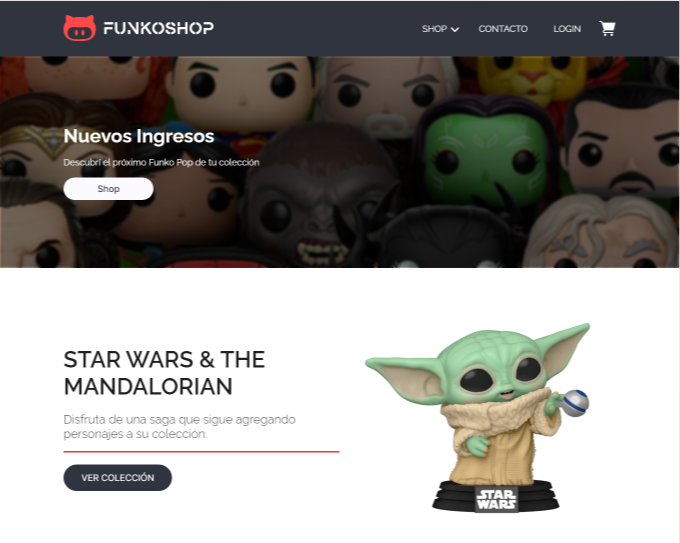 FUNKOSHOP
SHOP
CONTACTO
LOGIN
Nuevos Ingresos
Descubrí el próximo Funko Pop de tu colección
Shop
STAR WARS & THE
MANDALORIAN
Disfruta de una saga que sigue agregando
personajes a su colección.
VER COLECCIÓN
STAR
WARS